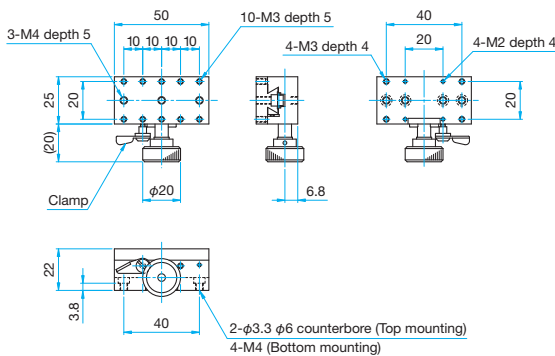 50
3-M4 depth 5
10-M3 depth 5
10 10 10 10
25
20
(20)
Clamp
φ20
6.8
40
4-M3 depth 4
20
4-M2 depth 4
20
22
3.8
40
2-φ3.3 φ6 counterbore (Top mounting)
4-M4 (Bottom mounting)